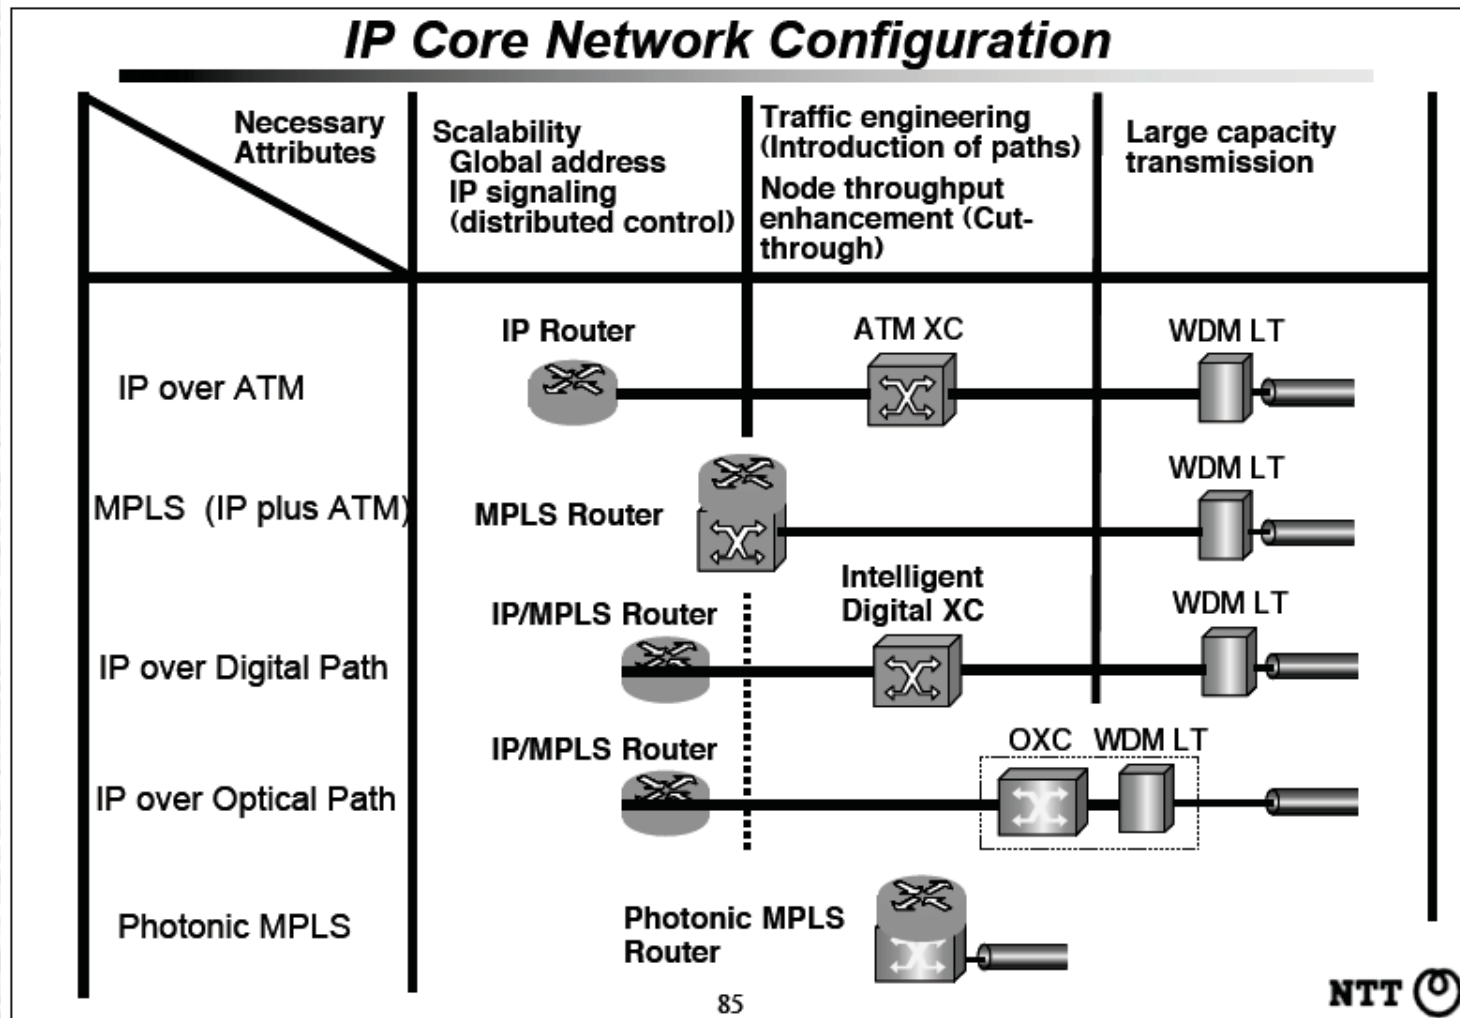 IP Core Network Configuration
Necessary
Attributes
Scalability
Global address
IP signaling
(distributed control)
Traffic engineering
(Introduction of paths)
Node throughput
enhancement (Cut-
through)
Large capacity
transmission
IP over ATM
IP Router
ATM XC
WDM LT
MPLS (IP plus ATM)
MPLS Router
WDM LT
IP over Digital Path
IP/MPLS Router
Intelligent
Digital XC
WDM LT
IP over Optical Path
IP/MPLS Router
OXC
WDM LT
Photonic MPLS
Photonic MPLS
Router
85
NTT